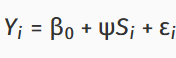 Yᵢ = β₀ + ψSᵢ + εᵢ